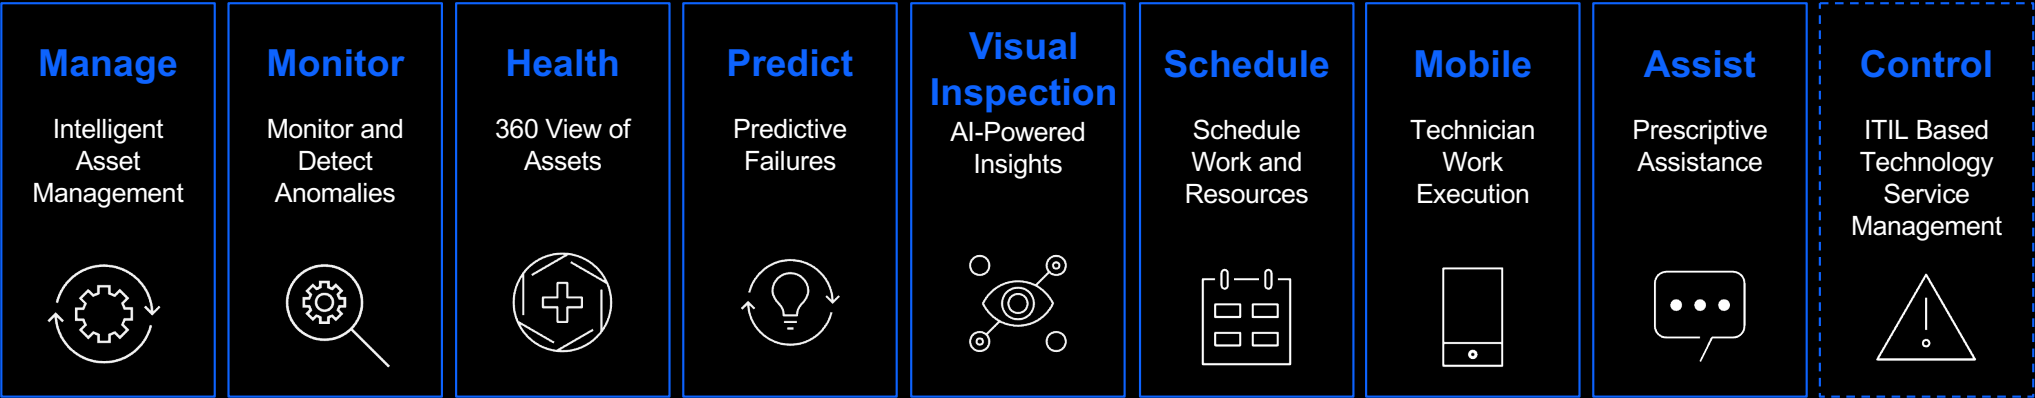 Manage
Intelligent
Asset
Management
Monitor
Monitor and
Detect
Anomalies
Health
360 View of
Assets
Predict
Predictive
Failures
Visual
Inspection
AI-Powered
Insights
Schedule
Schedule
Work and
Resources
Mobile
Technician
Work
Execution
Assist
Prescriptive
Assistance
Control
ITIL Based
Technology
Service
Management